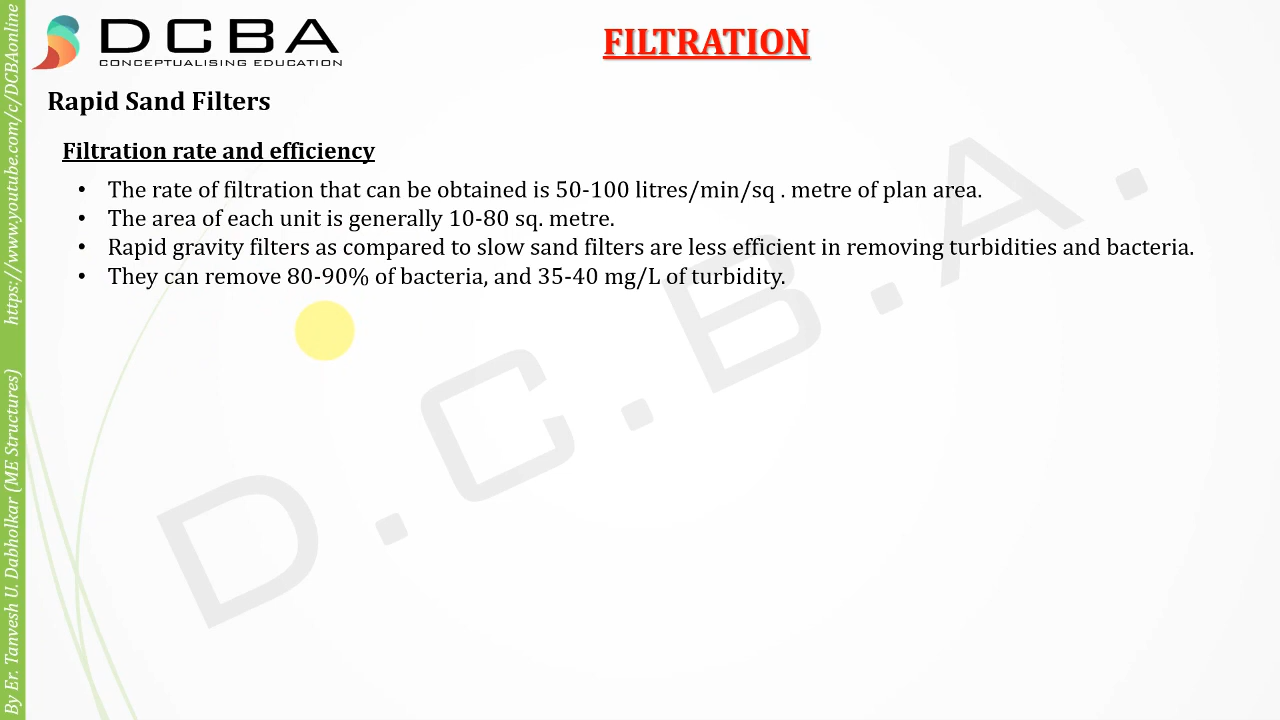 DCBA
CONCEPTUALISING EDUCATION
FILTRATION
Rapid Sand Filters
Filtration rate and efficiency
• The rate of filtration that can be obtained is 50-100 litres/min/sq . metre of plan area.
• The area of each unit is generally 10-80 sq. metre.
• Rapid gravity filters as compared to slow sand filters are less efficient in removing turbidities and bacteria.
• They can remove 80-90% of bacteria, and 35-40 mg/L of turbidity.
D.C.B.A.
By Er. Tanvesh U. Dabholkar (ME Structures) https://www.youtube.com/c/DCBAonline